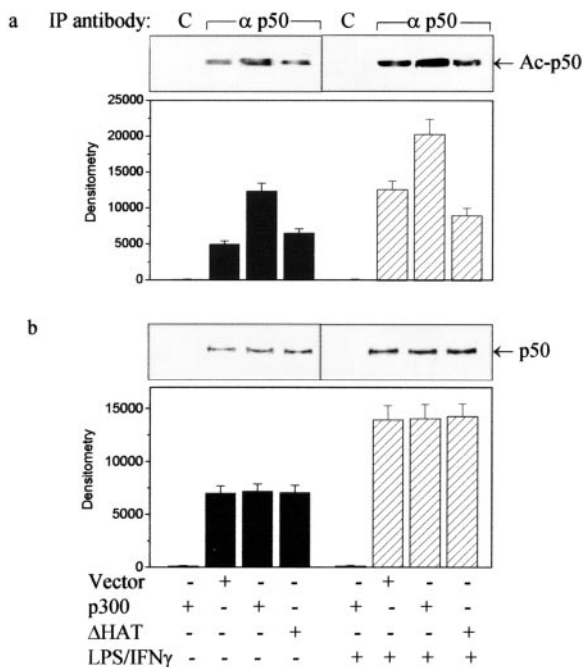 a IP antibody: C α p50 C α p50
← Ac-p50
25000
20000
15000
10000
5000
0
Densitometry
b
← p50
15000
10000
5000
0
Densitometry
Vector - + - - - + - -
p300 + - + - + - + -
ΔHAT - - - + - - - +
LPS/IFNγ - - - - + + + +